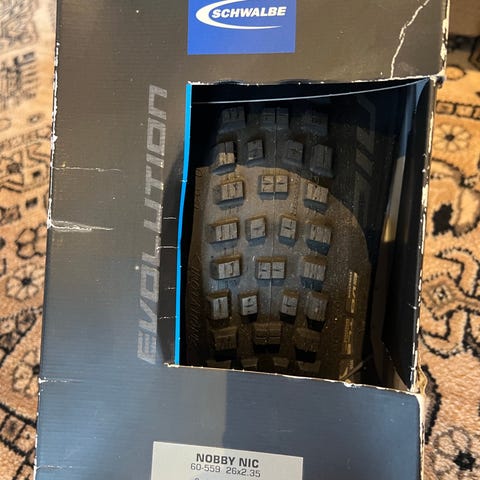 SCHWALBE
EVOLUTION
NOBBY NIC
60-559 26x2.35